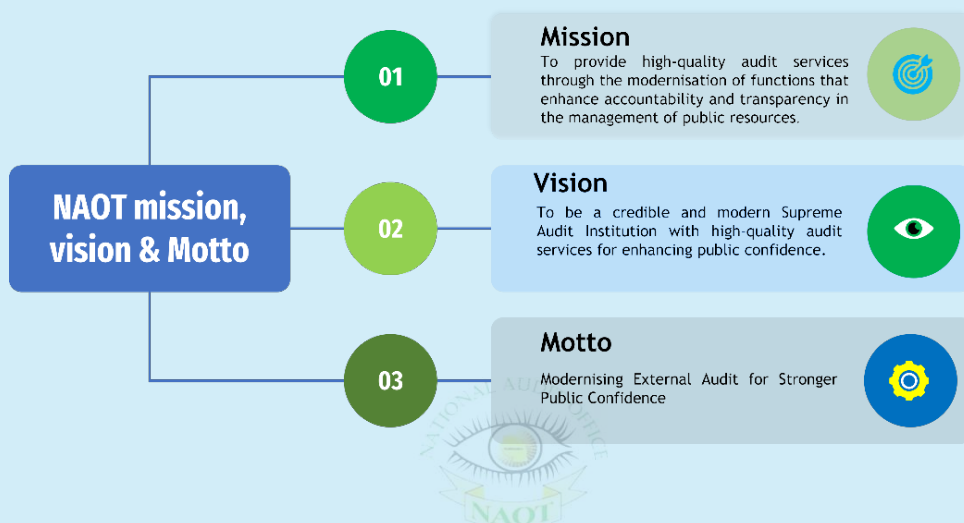 NAOT mission,
vision & Motto
01
Mission
To provide high-quality audit services
through the modernisation of functions that
enhance accountability and transparency in
the management of public resources.
02
Vision
To be a credible and modern Supreme
Audit Institution with high-quality audit
services for enhancing public confidence.
03
Motto
Modernising External Audit for Stronger
Public Confidence
NATIONAL AUDIT OFFICE
NAOT